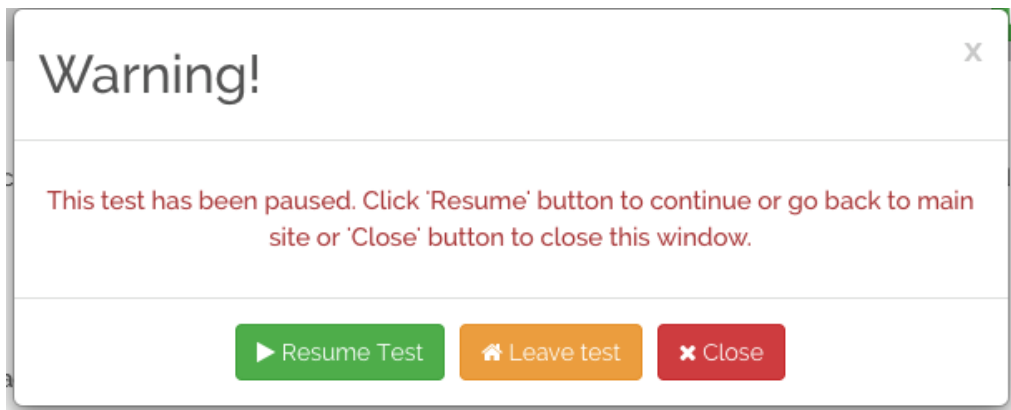 Warning!
x
This test has been paused. Click 'Resume' button to continue or go back to main
site or 'Close' button to close this window.
Resume Test
Leave test
Close